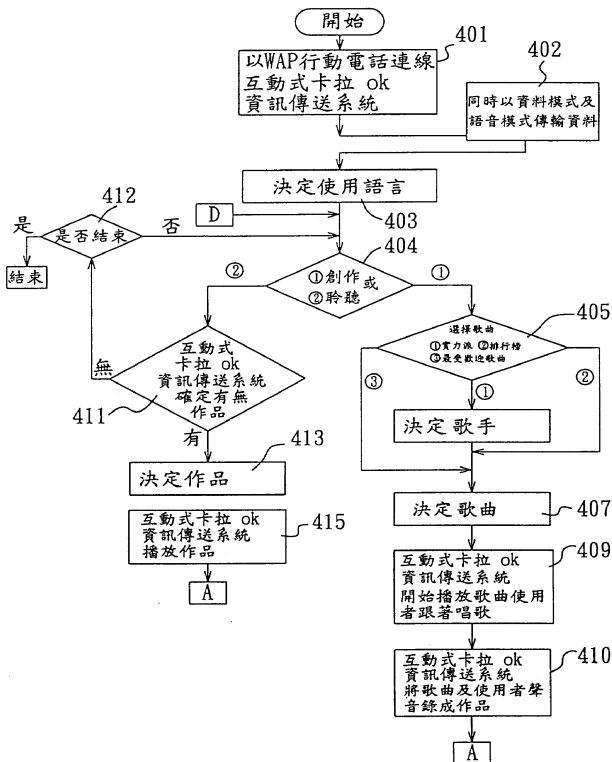 開始
401
以WAP行動電話連線
互動式卡拉 ok
資訊傳送系統
402
同時以資料模式及
語音模式傳輸資料
決定使用語言
403
D
412
是
是否結束
否
結束
404
①創作或
②聆聽
②
①
405
選擇歌曲
①實力派 ②排行榜
③最受歡迎歌曲
③
①
②
互動式
卡拉 ok
資訊傳送系統
確定有無
作品
無
411
有
決定歌手
413
決定作品
決定歌曲
407
互動式卡拉 ok
資訊傳送系統
播放作品
415
A
互動式卡拉 ok
資訊傳送系統
開始播放歌曲使用
者跟著唱歌
409
互動式卡拉 ok
資訊傳送系統
將歌曲及使用者聲
音錄成作品
410
A